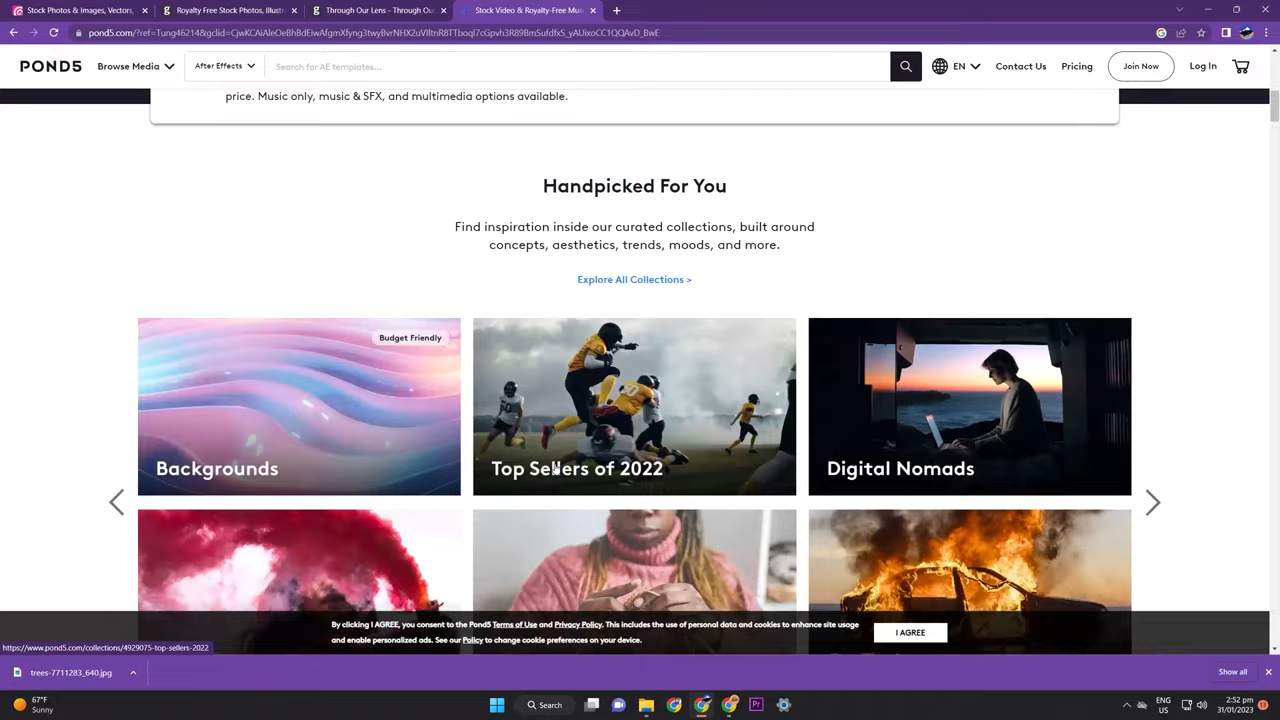 Stock Photos & Images, Vectors,
Royalty Free Stock Photos, Illustr
Through Our Lens - Through Our
Stock Video & Royalty-Free Mu
POND5
Browse Media
After Effects
Search for AE templates...
EN
Contact Us
Pricing
Join Now
Log In
price. Music only, music & SFX, and multimedia options available.
Handpicked For You
Find inspiration inside our curated collections, built around
concepts, aesthetics, trends, moods, and more.
Explore All Collections >
Budget Friendly
Backgrounds
Top Sellers of 2022
Digital Nomads
By clicking I AGREE, you consent to the Pond5 Terms of Use and Privacy Policy. This includes the use of personal data and cookies to enhance site usage
and enable personalized ads. See our Policy to change cookie preferences on your device.
I AGREE
https://www.pond5.com/collections/4929075-top-sellers-2022
trees-7711283_640.jpg
Show all
67°F
Sunny
Search
Pr
ENG
US
2:52 pm
31/01/2023